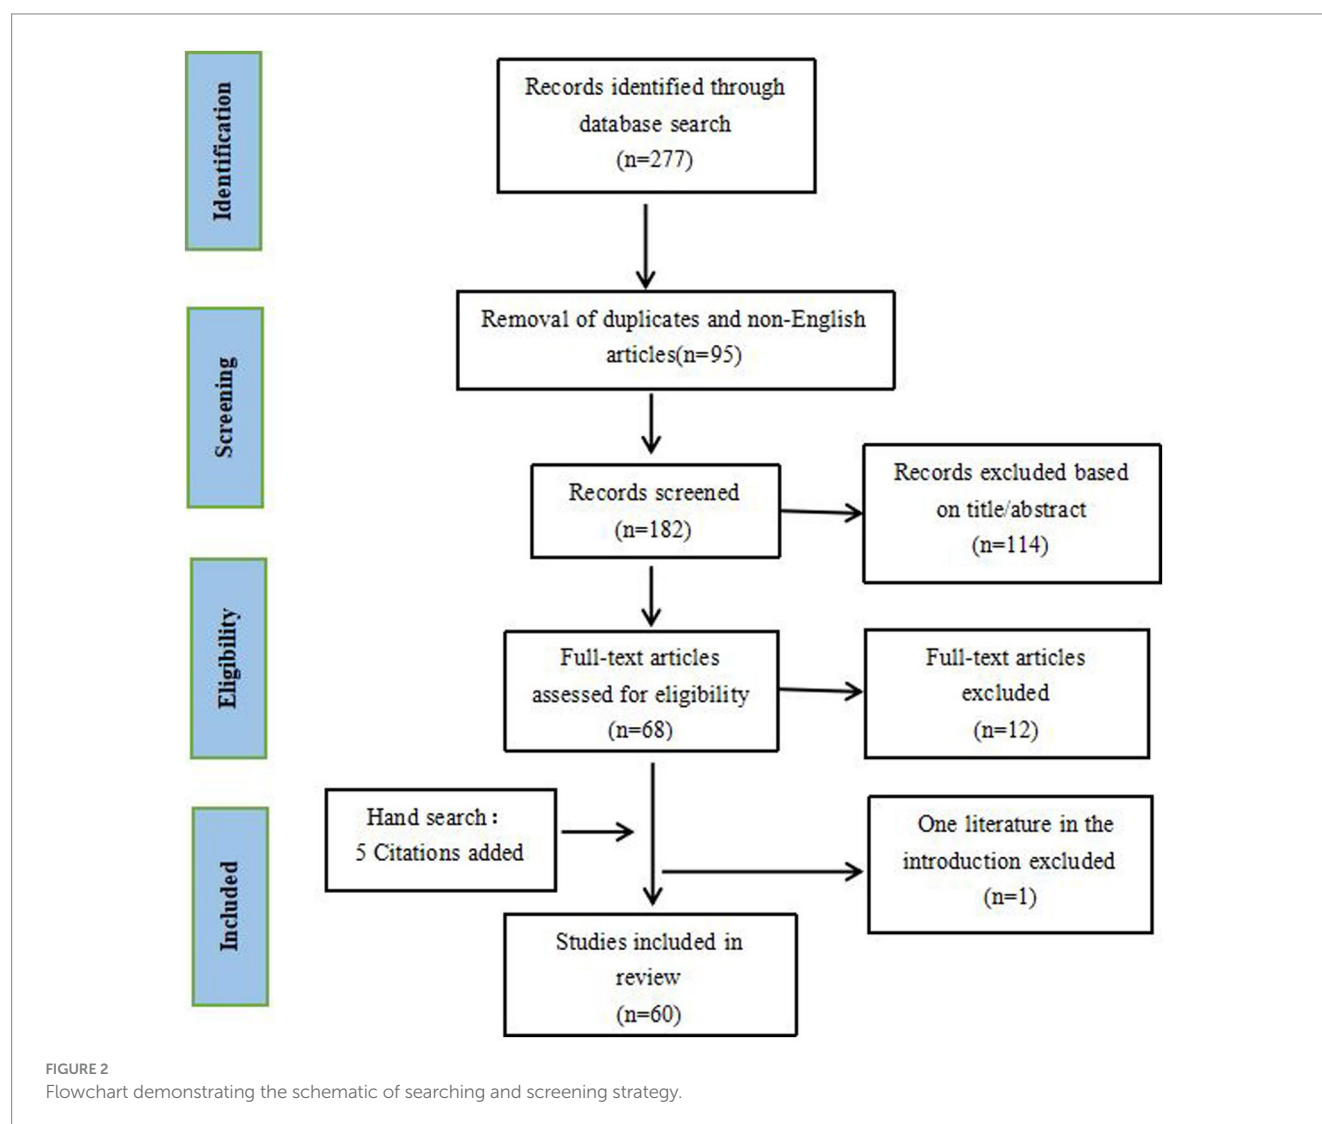 Identification
Records identified through
database search
(n=277)
Removal of duplicates and non-English
articles(n=95)
Screening
Records screened
(n=182)
Records excluded based
on title/abstract
(n=114)
Eligibility
Full-text articles
assessed for eligibility
(n=68)
Full-text articles
excluded
(n=12)
Included
Hand search：
5 Citations added
One literature in the
introduction excluded
(n=1)
Studies included in
review
(n=60)
FIGURE 2
Flowchart demonstrating the schematic of searching and screening strategy.